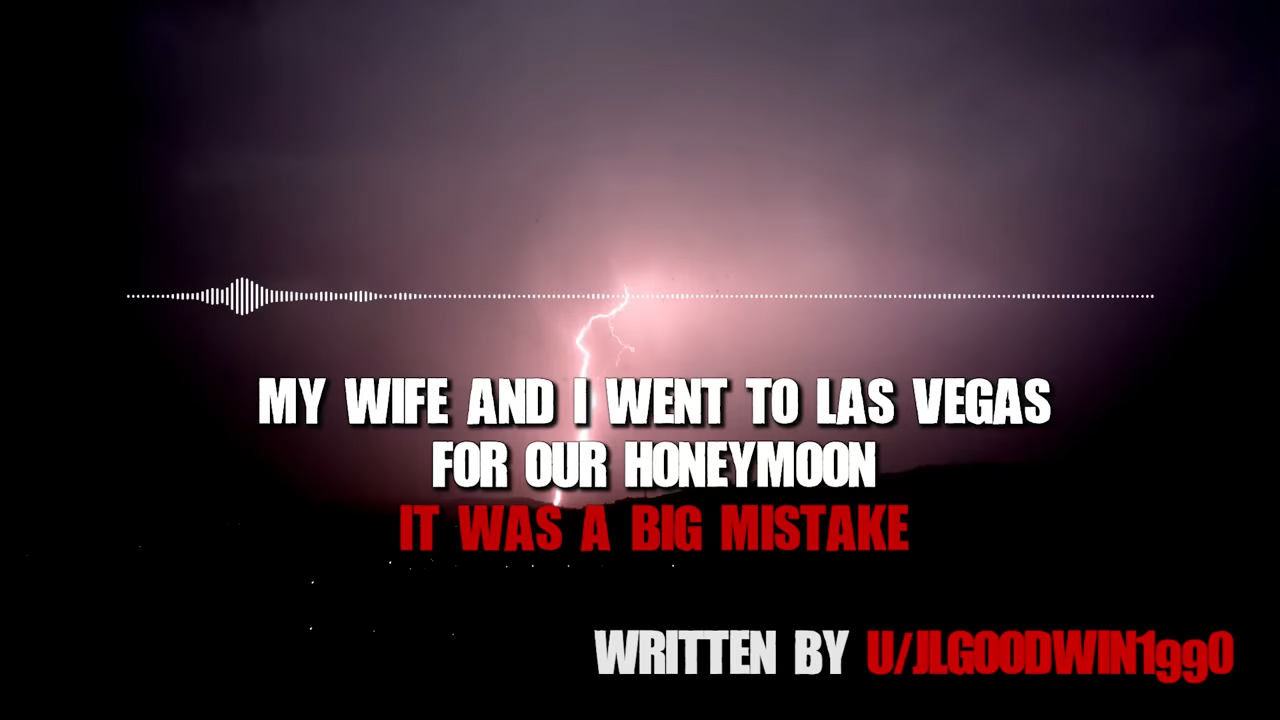 MY WIFE AND I WENT TO LAS VEGAS
FOR OUR HONEYMOON
IT WAS A BIG MISTAKE
WRITTEN BY U/JLGOODWIN1990